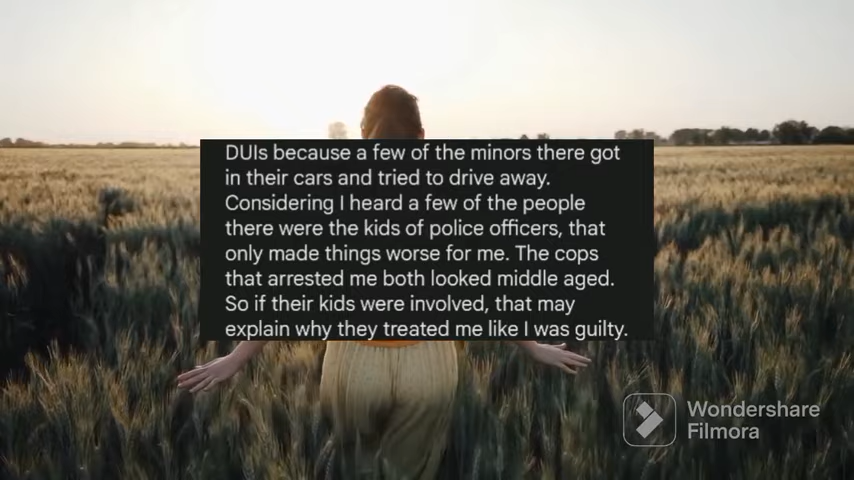 DUIs because a few of the minors there got
in their cars and tried to drive away.
Considering I heard a few of the people
there were the kids of police officers, that
only made things worse for me. The cops
that arrested me both looked middle aged.
So if their kids were involved, that may
explain why they treated me like I was guilty.
Wondershare
Filmora